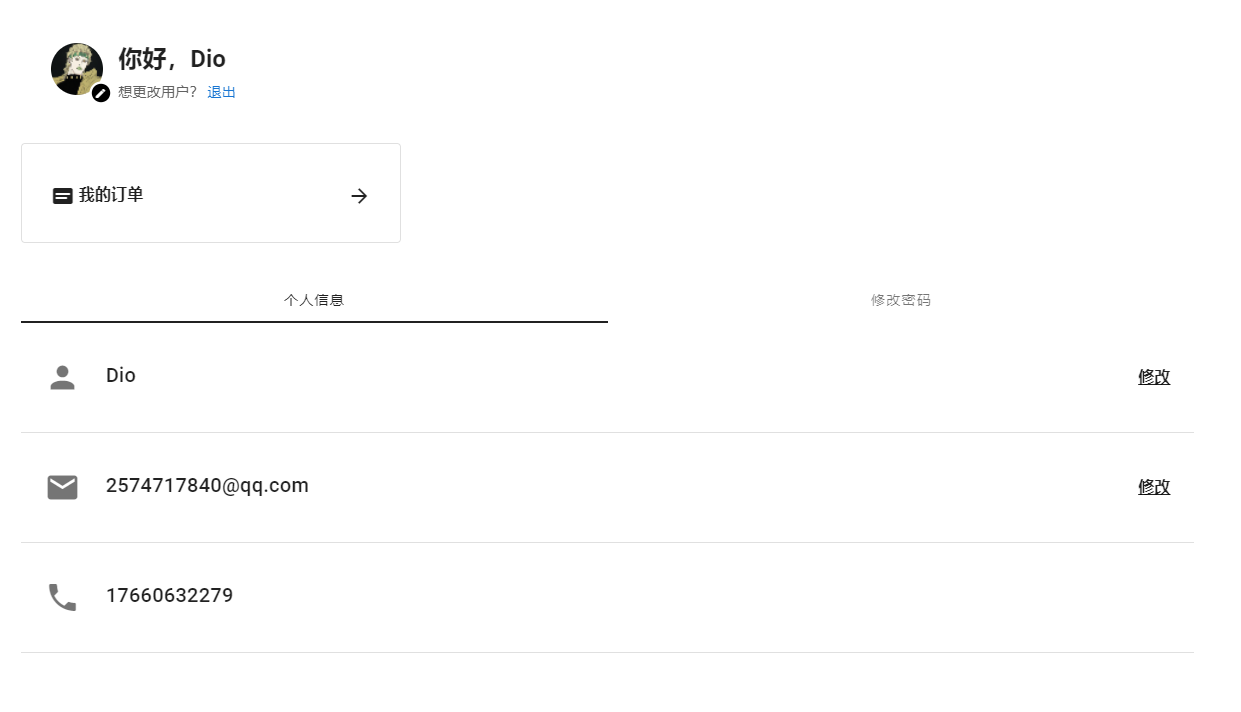 你好，Dio
想更改用户？ 退出
我的订单
个人信息 修改密码
Dio 修改
2574717840@qq.com 修改
17660632279